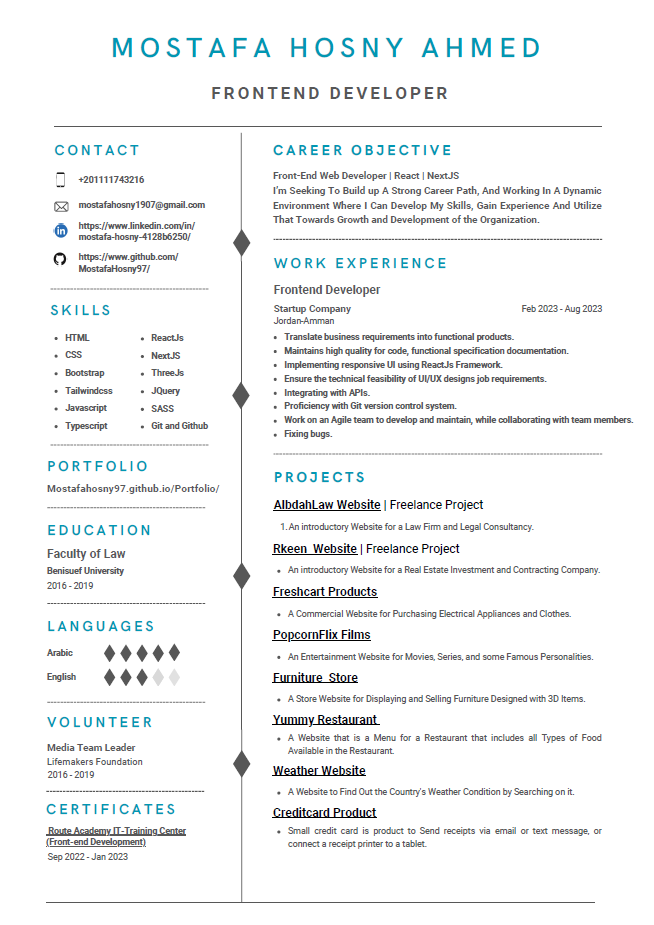 MOSTAFA HOSNY AHMED
FRONTEND DEVELOPER
CONTACT
+201111743216
mostafahosny1907@gmail.com
https://www.linkedin.com/in/
mostafa-hosny-4128b6250/
https://www.github.com/
MostafaHosny97/
SKILLS
HTML
CSS
Bootstrap
Tailwindcss
Javascript
Typescript
ReactJs
NextJS
ThreeJs
JQuery
SASS
Git and Github
PORTFOLIO
Mostafahosny97.github.io/Portfolio/
EDUCATION
Faculty of Law
Benisuef University
2016 - 2019
LANGUAGES
Arabic
English
VOLUNTEER
Media Team Leader
Lifemakers Foundation
2016 - 2019
CERTIFICATES
Route Academy IT-Training Center
(Front-end Development)
Sep 2022 - Jan 2023
CAREER OBJECTIVE
Front-End Web Developer | React | NextJS
I'm Seeking To Build up A Strong Career Path, And Working In A Dynamic
Environment Where I Can Develop My Skills, Gain Experience And Utilize
That Towards Growth and Development of the Organization.
WORK EXPERIENCE
Frontend Developer
Startup Company Feb 2023 - Aug 2023
Jordan-Amman
Translate business requirements into functional products.
Maintains high quality for code, functional specification documentation.
Implementing responsive UI using ReactJs Framework.
Ensure the technical feasibility of UI/UX designs job requirements.
Integrating with APIs.
Proficiency with Git version control system.
Work on an Agile team to develop and maintain, while collaborating with team members.
Fixing bugs.
PROJECTS
AlbdahLaw Website | Freelance Project
1. An introductory Website for a Law Firm and Legal Consultancy.
Rkeen Website | Freelance Project
An introductory Website for a Real Estate Investment and Contracting Company.
Freshcart Products
A Commercial Website for Purchasing Electrical Appliances and Clothes.
PopcornFlix Films
An Entertainment Website for Movies, Series, and some Famous Personalities.
Furniture Store
A Store Website for Displaying and Selling Furniture Designed with 3D Items.
Yummy Restaurant
A Website that is a Menu for a Restaurant that includes all Types of Food
Available in the Restaurant.
Weather Website
A Website to Find Out the Country's Weather Condition by Searching on it.
Creditcard Product
Small credit card is product to Send receipts via email or text message, or
connect a receipt printer to a tablet.